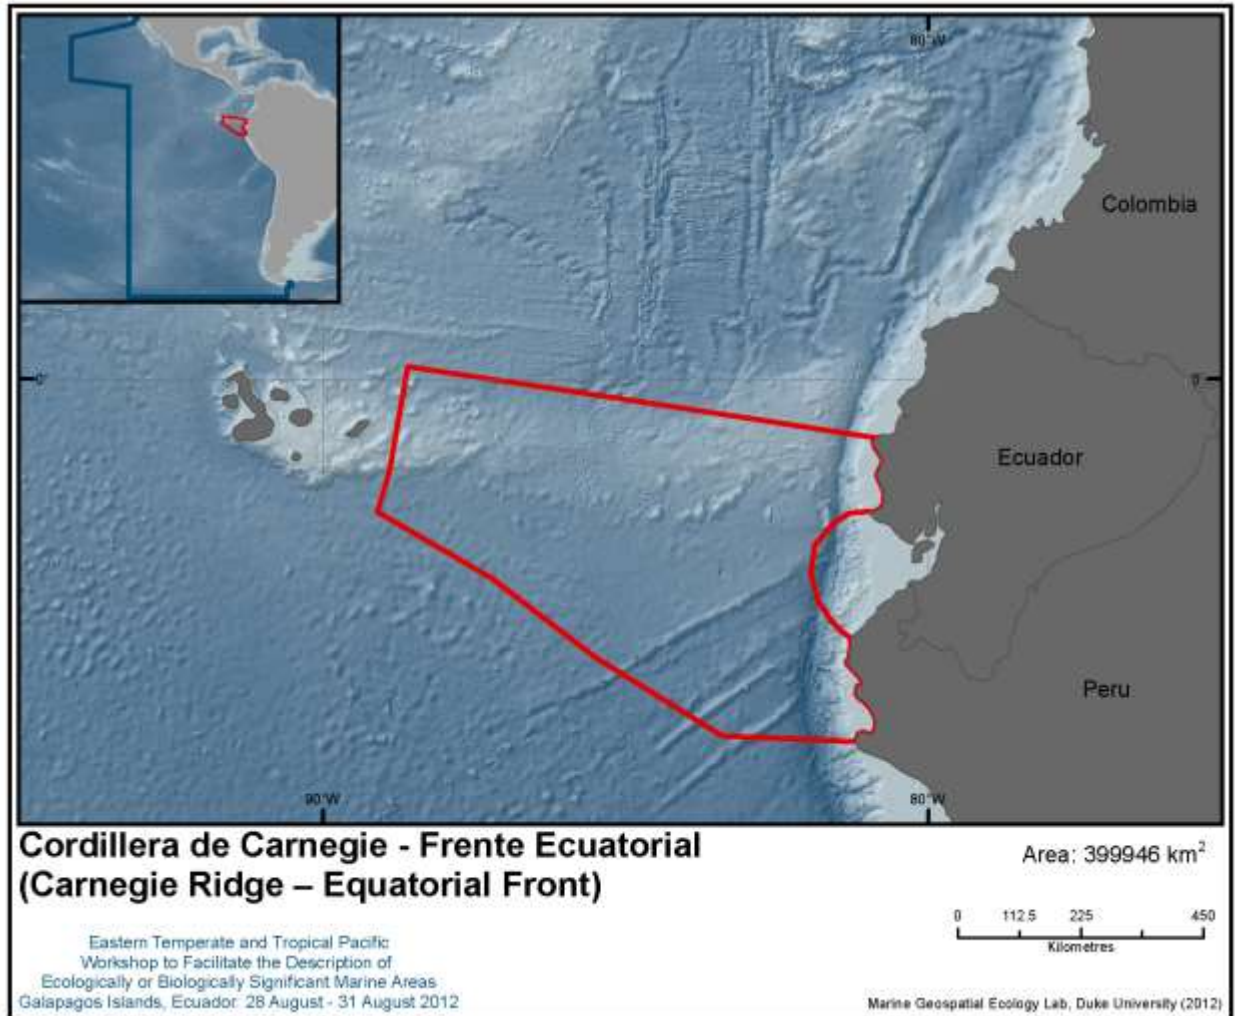 80°W
Colombia
0°
0°
Ecuador
Peru
90°W
80°W
Cordillera de Carnegie - Frente Ecuatorial
(Carnegie Ridge – Equatorial Front)
Area: 399946 km²
0 112.5 225 450
Kilometres
Eastern Temperate and Tropical Pacific
Workshop to Facilitate the Description of
Ecologically or Biologically Significant Marine Areas
Galapagos Islands, Ecuador: 28 August - 31 August 2012
Marine Geospatial Ecology Lab, Duke University (2012)